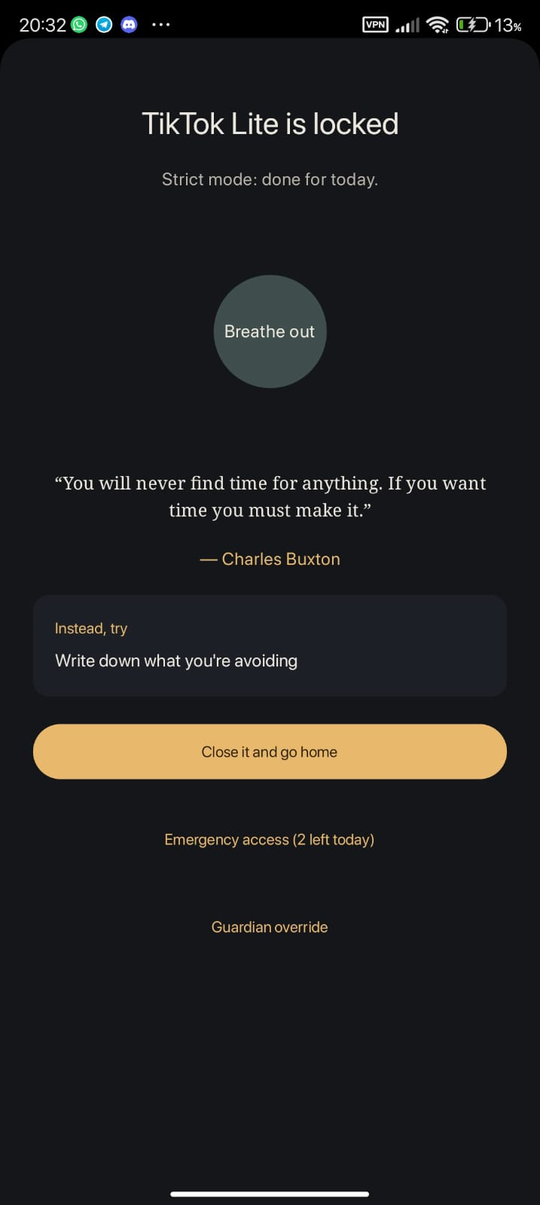 20:32 ··· VPN 13%
TikTok Lite is locked
Strict mode: done for today.
Breathe out
“You will never find time for anything. If you want
time you must make it.”
— Charles Buxton
Instead, try
Write down what you're avoiding
Close it and go home
Emergency access (2 left today)
Guardian override